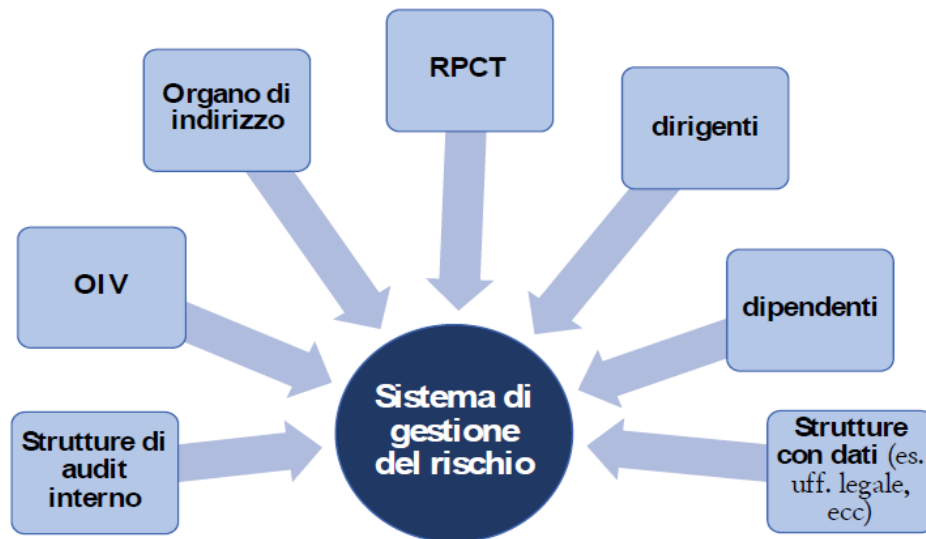 RPCT
Organo di
indirizzo
dirigenti
OIV
dipendenti
Sistema di
gestione
del rischio
Strutture di
audit
interno
Strutture
con dati (es.
uff. legale,
ecc)